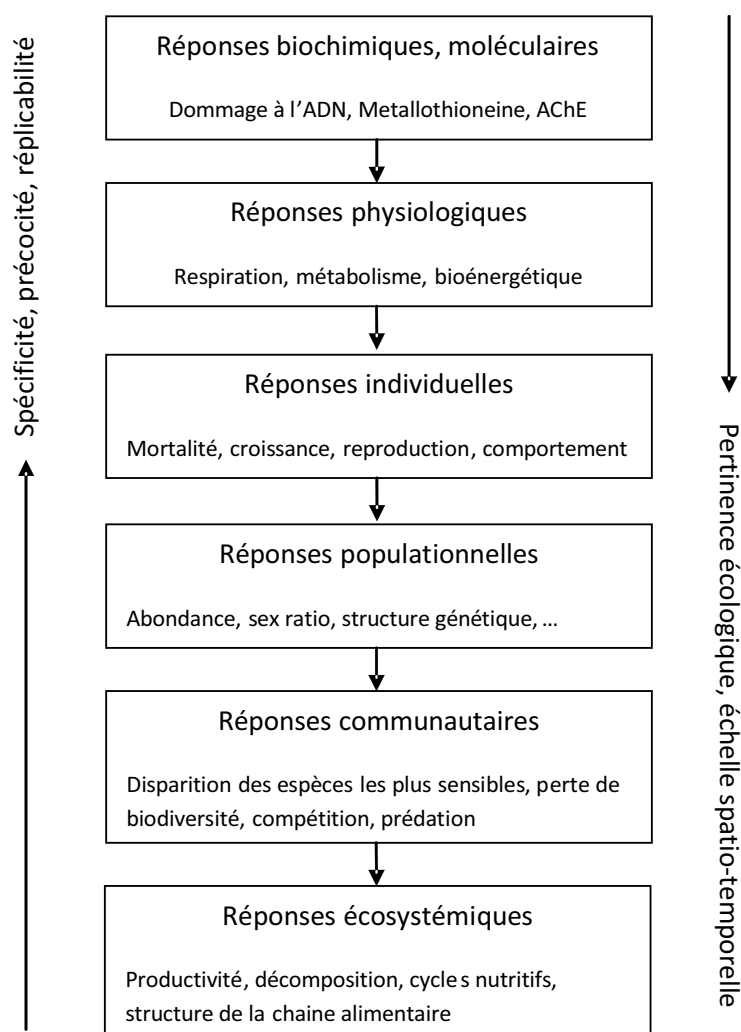 Spécificité, précocité, réplicabilité
Réponses biochimiques, moléculaires
Dommage à l'ADN, Metallothioneine, AChE
Réponses physiologiques
Respiration, métabolisme, bioénergétique
Réponses individuelles
Mortalité, croissance, reproduction, comportement
Réponses populationnelles
Abondance, sex ratio, structure génétique, ...
Réponses communautaires
Disparition des espèces les plus sensibles, perte de
biodiversité, compétition, prédation
Réponses écosystémiques
Productivité, décomposition, cycles nutritifs,
structure de la chaine alimentaire
Pertinence écologique, échelle spatio-temporelle